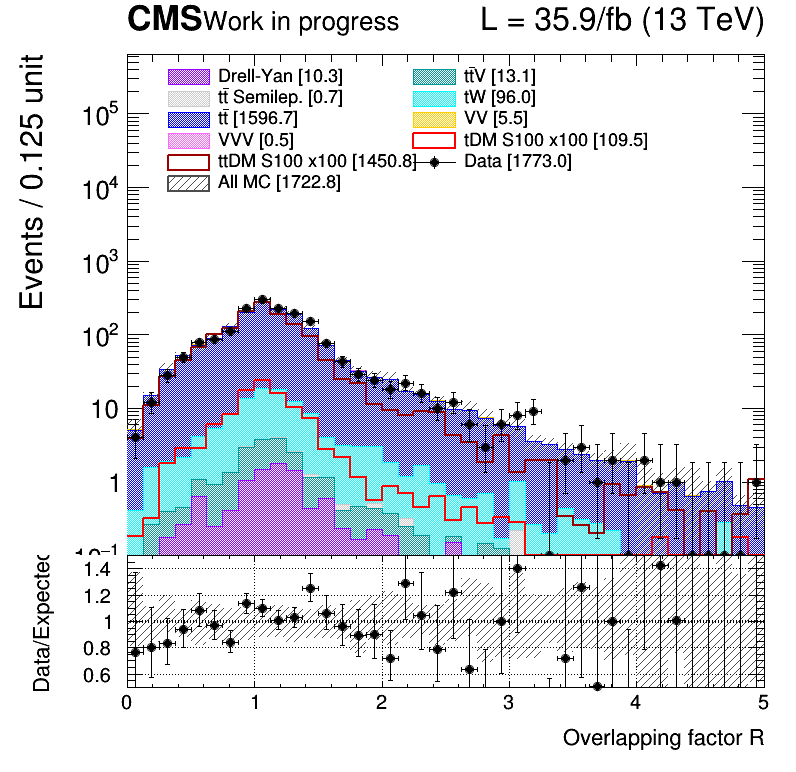 CMS Work in progress L = 35.9/fb (13 TeV)
Drell-Yan [10.3] tt̄V [13.1]
tt̄ Semilep. [0.7] tW [96.0]
tt̄ [1596.7] VV [5.5]
VVV [0.5] tDM S100 x100 [109.5]
ttDM S100 x100 [1450.8] Data [1773.0]
All MC [1722.8]
Events / 0.125 unit
10⁵
10⁴
10³
10²
10
1
10⁻¹
Data/Expected
1.4
1.2
1
0.8
0.6
0 1 2 3 4 5
Overlapping factor R